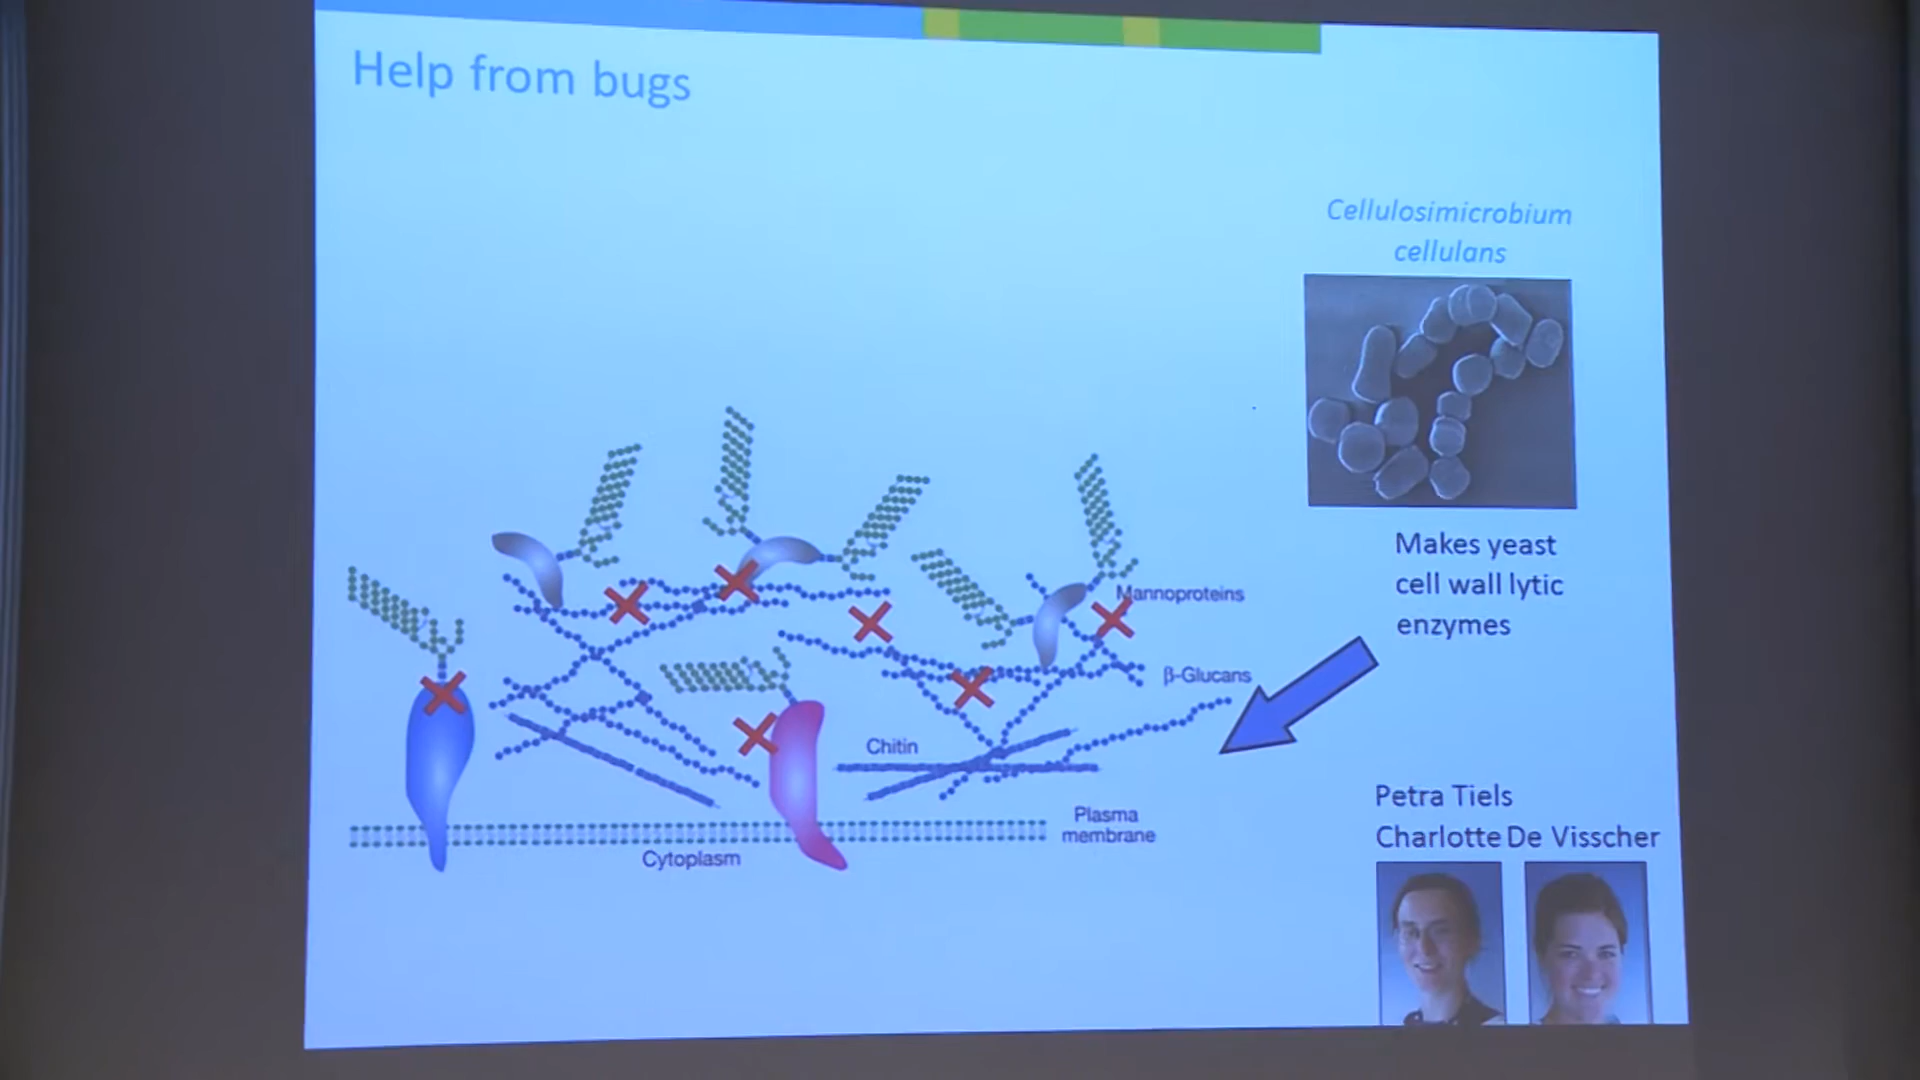 Help from bugs
Cellulosimicrobium
cellulans
Makes yeast
cell wall lytic
enzymes
Mannoproteins
β-Glucans
Chitin
Plasma
membrane
Cytoplasm
Petra Tiels
Charlotte De Visscher